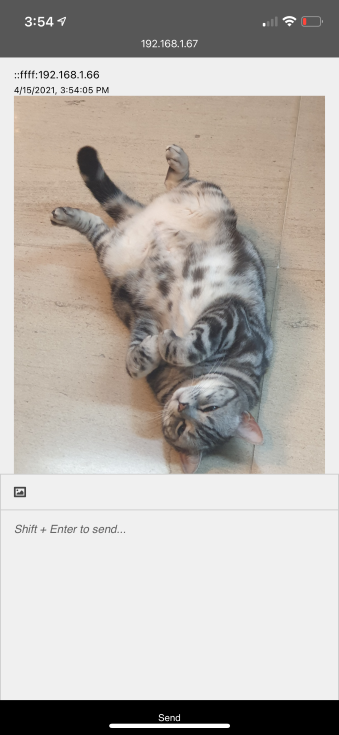 3:54
192.168.1.67
::ffff:192.168.1.66
4/15/2021, 3:54:05 PM
Shift + Enter to send...
Send